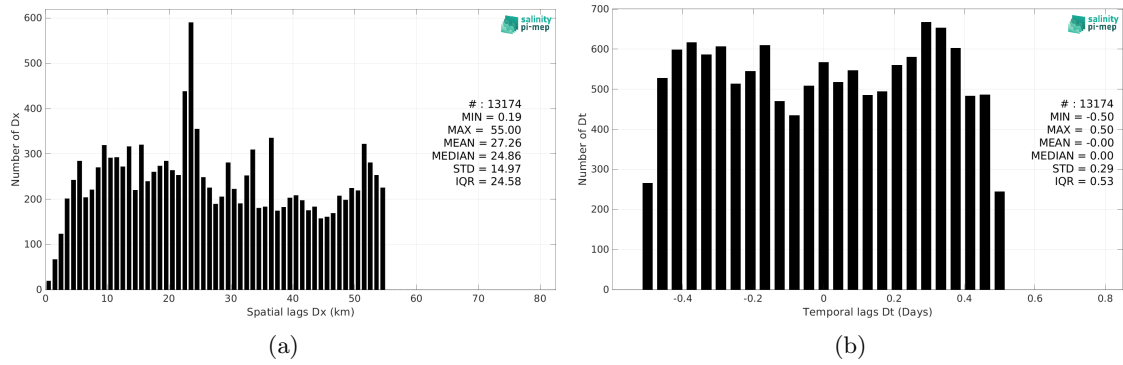 600
500
400
300
200
100
0
Number of Dx
0
10
20
30
40
50
60
70
80
Spatial lags Dx (km)
salinity
pi-mep
# : 13174
MIN = 0.19
MAX = 55.00
MEAN = 27.26
MEDIAN = 24.86
STD = 14.97
IQR = 24.58
(a)
700
600
500
400
300
200
100
0
Number of Dt
-0.4
-0.2
0
0.2
0.4
0.6
0.8
Temporal lags Dt (Days)
salinity
pi-mep
# : 13174
MIN = -0.50
MAX = 0.50
MEAN = -0.00
MEDIAN = 0.00
STD = 0.29
IQR = 0.53
(b)